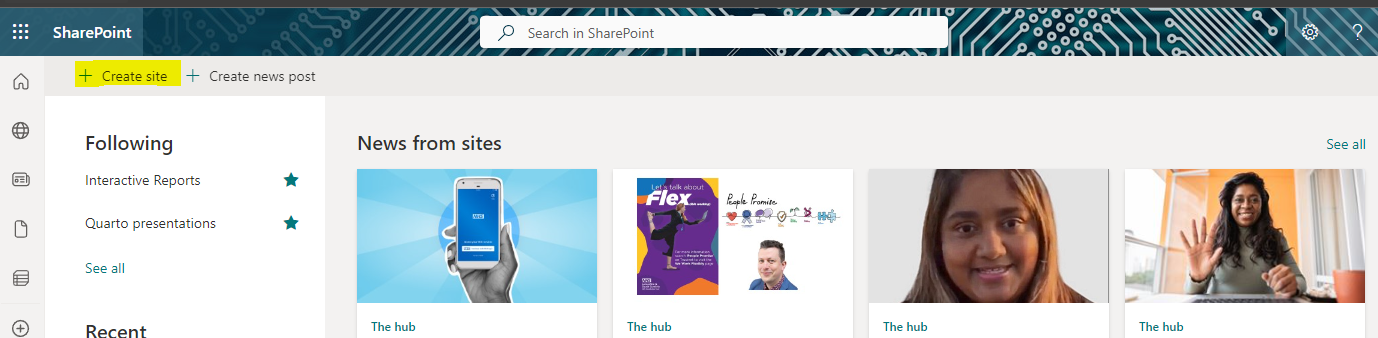 SharePoint
Search in SharePoint
?
+ Create site
+ Create news post
Following
Interactive Reports
Quarto presentations
See all
Recent
News from sites
See all
NHS
Let's talk about
Flex
People Promise
The hub
The hub
The hub
The hub